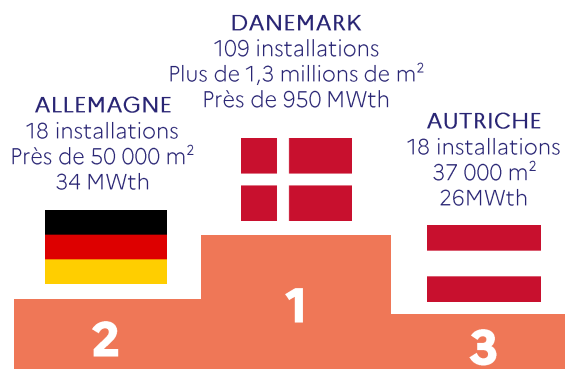 DANEMARK
109 installations
Plus de 1,3 millions de m²
Près de 950 MWth
ALLEMAGNE
18 installations
Près de 50 000 m²
34 MWth
AUTRICHE
18 installations
37 000 m²
26MWth
1
2
3